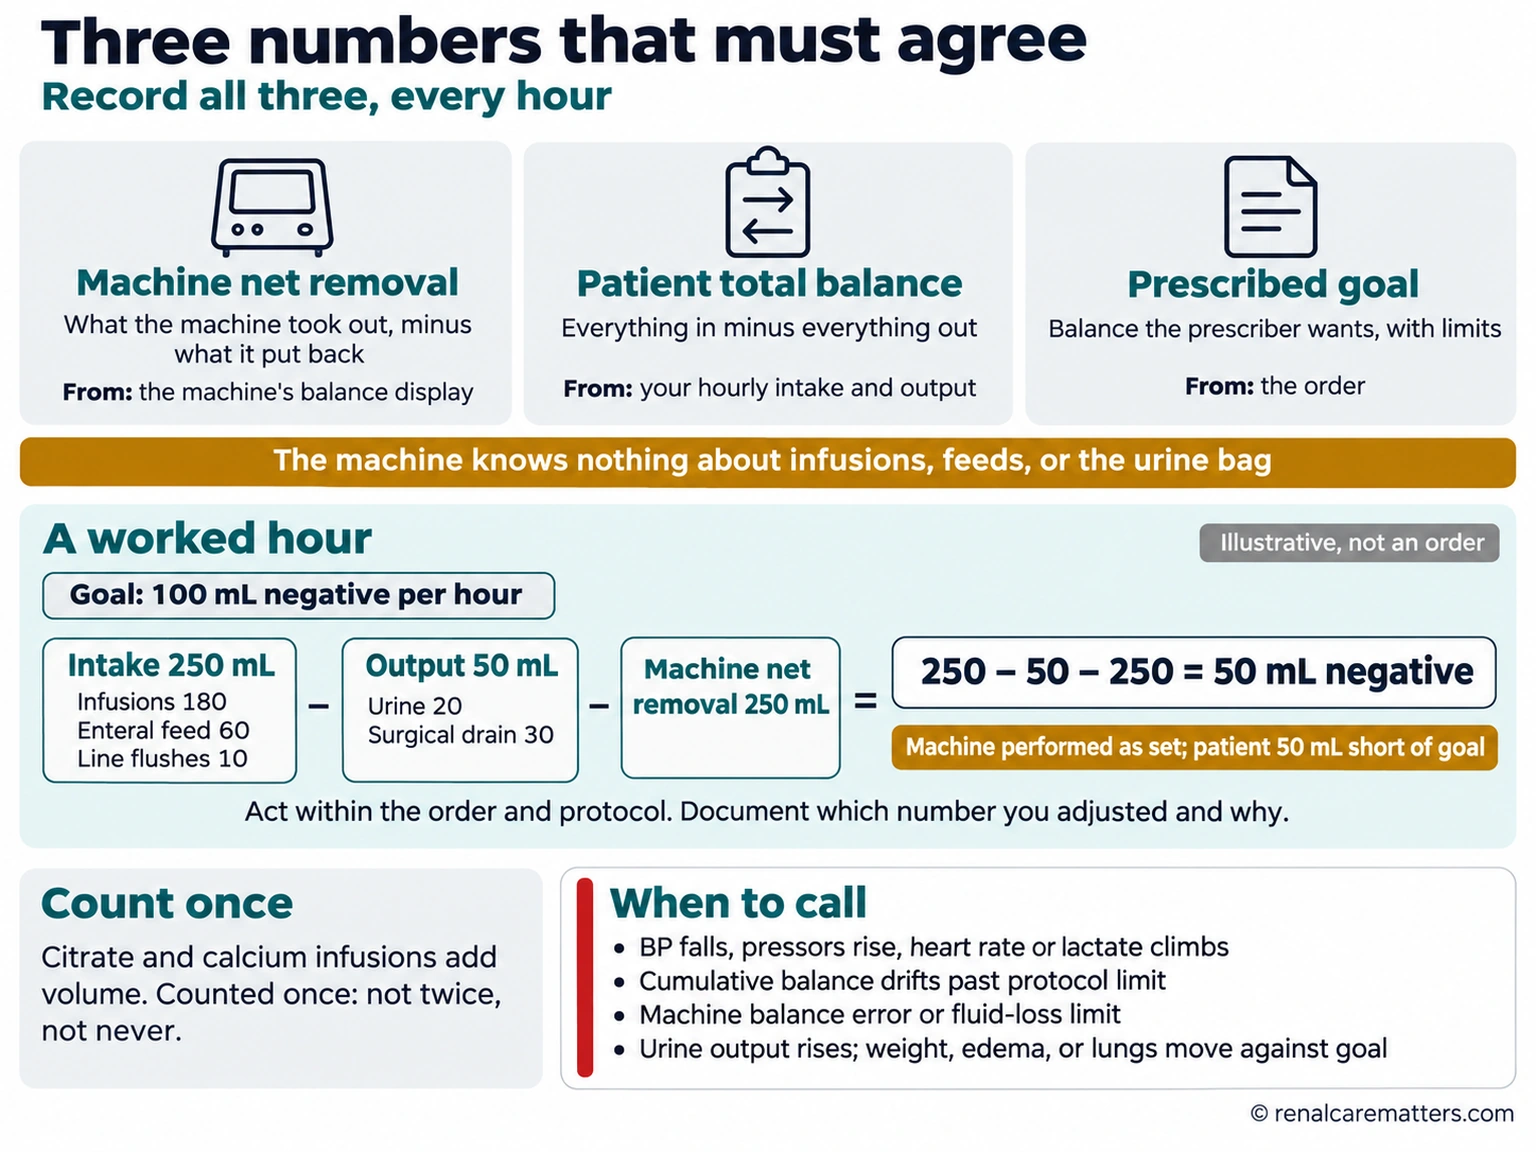 Three numbers that must agree
Record all three, every hour
Machine net removal
What the machine took out, minus
what it put back
From: the machine's balance display
Patient total balance
Everything in minus everything out
From: your hourly intake and output
Prescribed goal
Balance the prescriber wants, with limits
From: the order
The machine knows nothing about infusions, feeds, or the urine bag
A worked hour
Illustrative, not an order
Goal: 100 mL negative per hour
Intake 250 mL
Infusions 180
Enteral feed 60
Line flushes 10
–
Output 50 mL
Urine 20
Surgical drain 30
–
Machine net
removal 250 mL
=
250 – 50 – 250 = 50 mL negative
Machine performed as set; patient 50 mL short of goal
Act within the order and protocol. Document which number you adjusted and why.
Count once
Citrate and calcium infusions add
volume. Counted once: not twice,
not never.
When to call
• BP falls, pressors rise, heart rate or lactate climbs
• Cumulative balance drifts past protocol limit
• Machine balance error or fluid-loss limit
• Urine output rises; weight, edema, or lungs move against goal
© renalcarematters.com